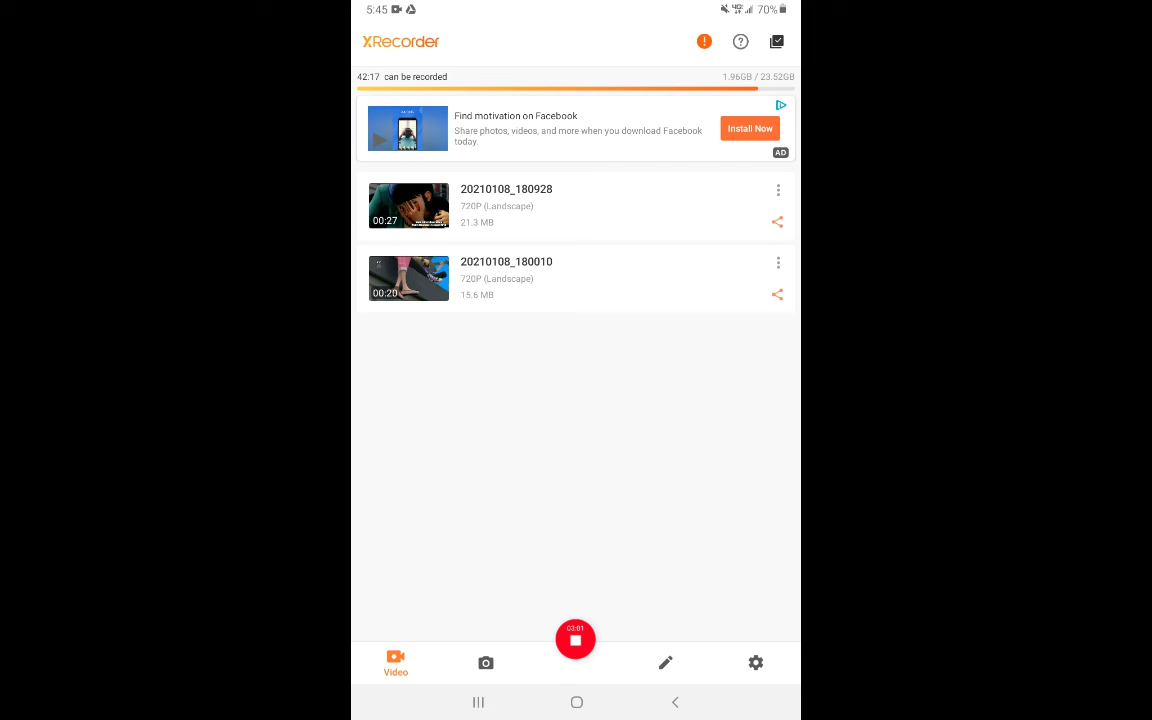 5:45 70%
XRecorder
42:17 can be recorded 1.96GB / 23.52GB
Find motivation on Facebook
Share photos, videos, and more when you download Facebook
today.
Install Now
AD
20210108_180928
720P (Landscape)
00:27
21.3 MB
20210108_180010
720P (Landscape)
00:20
15.6 MB
03:01
Video